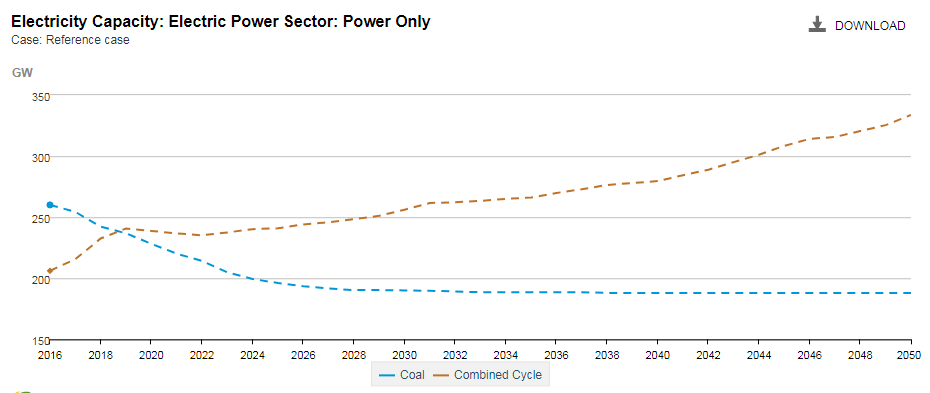 Electricity Capacity: Electric Power Sector: Power Only
Case: Reference case
DOWNLOAD
GW
350
300
250
200
150
2016 2018 2020 2022 2024 2026 2028 2030 2032 2034 2036 2038 2040 2042 2044 2046 2048 2050
Coal Combined Cycle